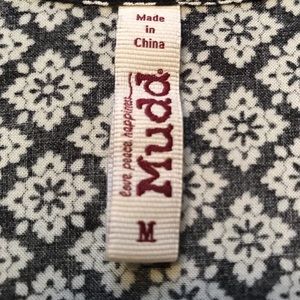 Made
in
China
love, peace, happiness
Mudd®
M